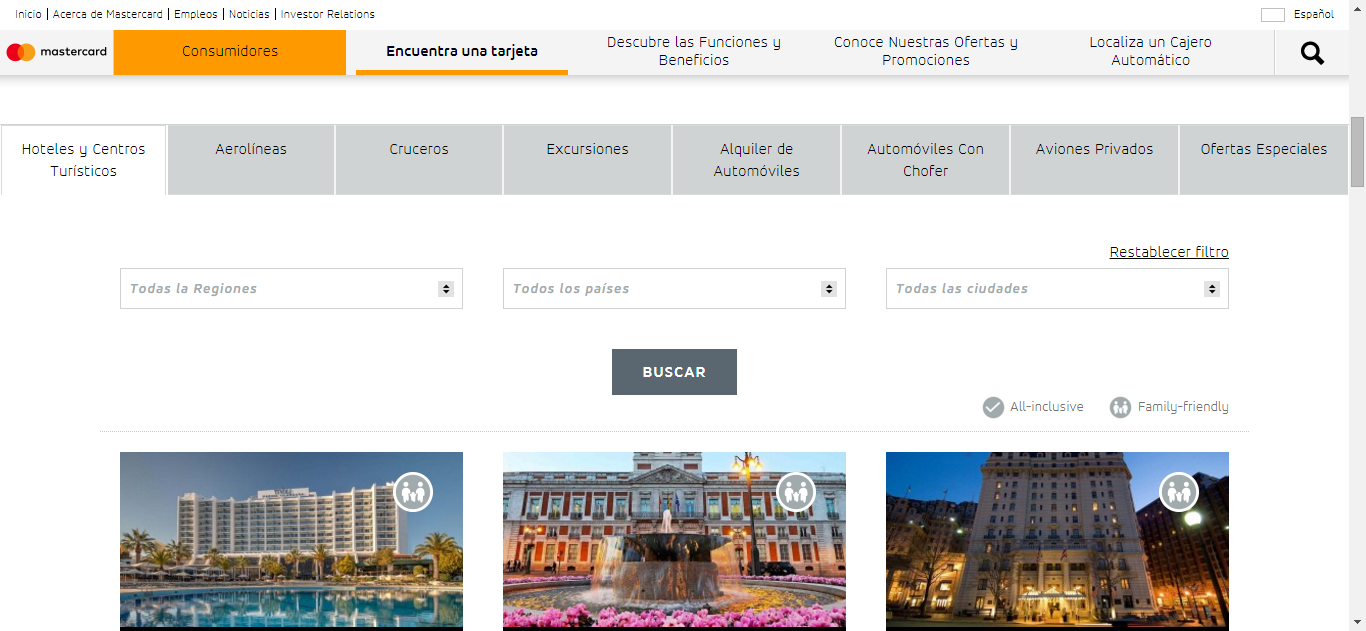 Inicio | Acerca de Mastercard | Empleos | Noticias | Investor Relations
Español
mastercard
Consumidores
Encuentra una tarjeta
Descubre las Funciones y
Beneficios
Conoce Nuestras Ofertas y
Promociones
Localiza un Cajero
Automático
Hoteles y Centros
Turísticos
Aerolíneas
Cruceros
Excursiones
Alquiler de
Automóviles
Automóviles Con
Chofer
Aviones Privados
Ofertas Especiales
Restablecer filtro
Todas la Regiones
Todos los países
Todas las ciudades
BUSCAR
All-inclusive
Family-friendly